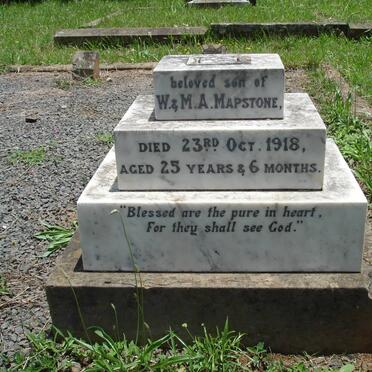 beloved son of
W. & M. A. MAPSTONE,
DIED 23RD OCT. 1918,
AGED 25 YEARS & 6 MONTHS.
"Blessed are the pure in heart,
For they shall see God."